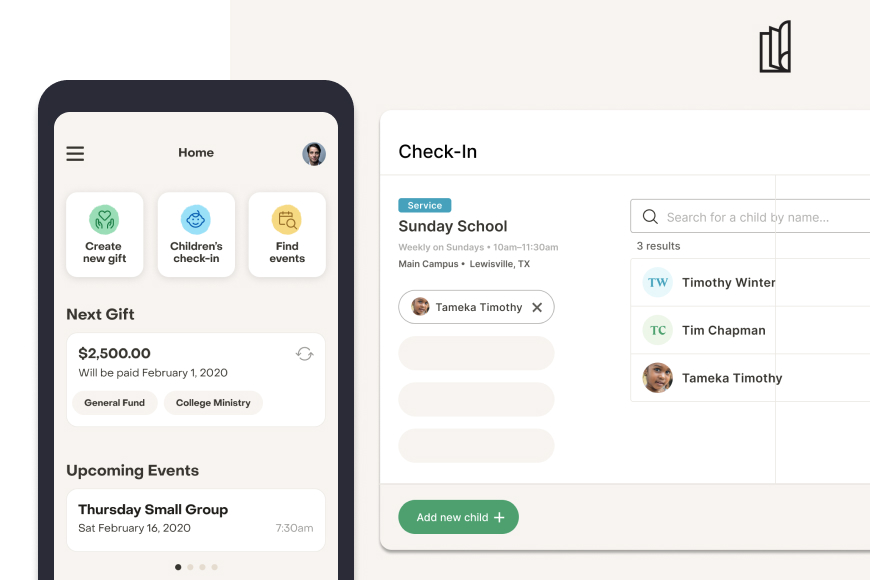 Home
Create
new gift
Children's
check-in
Find
events
Next Gift
$2,500.00
Will be paid February 1, 2020
General Fund
College Ministry
Upcoming Events
Thursday Small Group
Sat February 16, 2020
7:30am
Check-In
Service
Sunday School
Weekly on Sundays • 10am–11:30am
Main Campus • Lewisville, TX
Tameka Timothy
Add new child
Search for a child by name...
3 results
TW Timothy Winter
TC Tim Chapman
Tameka Timothy